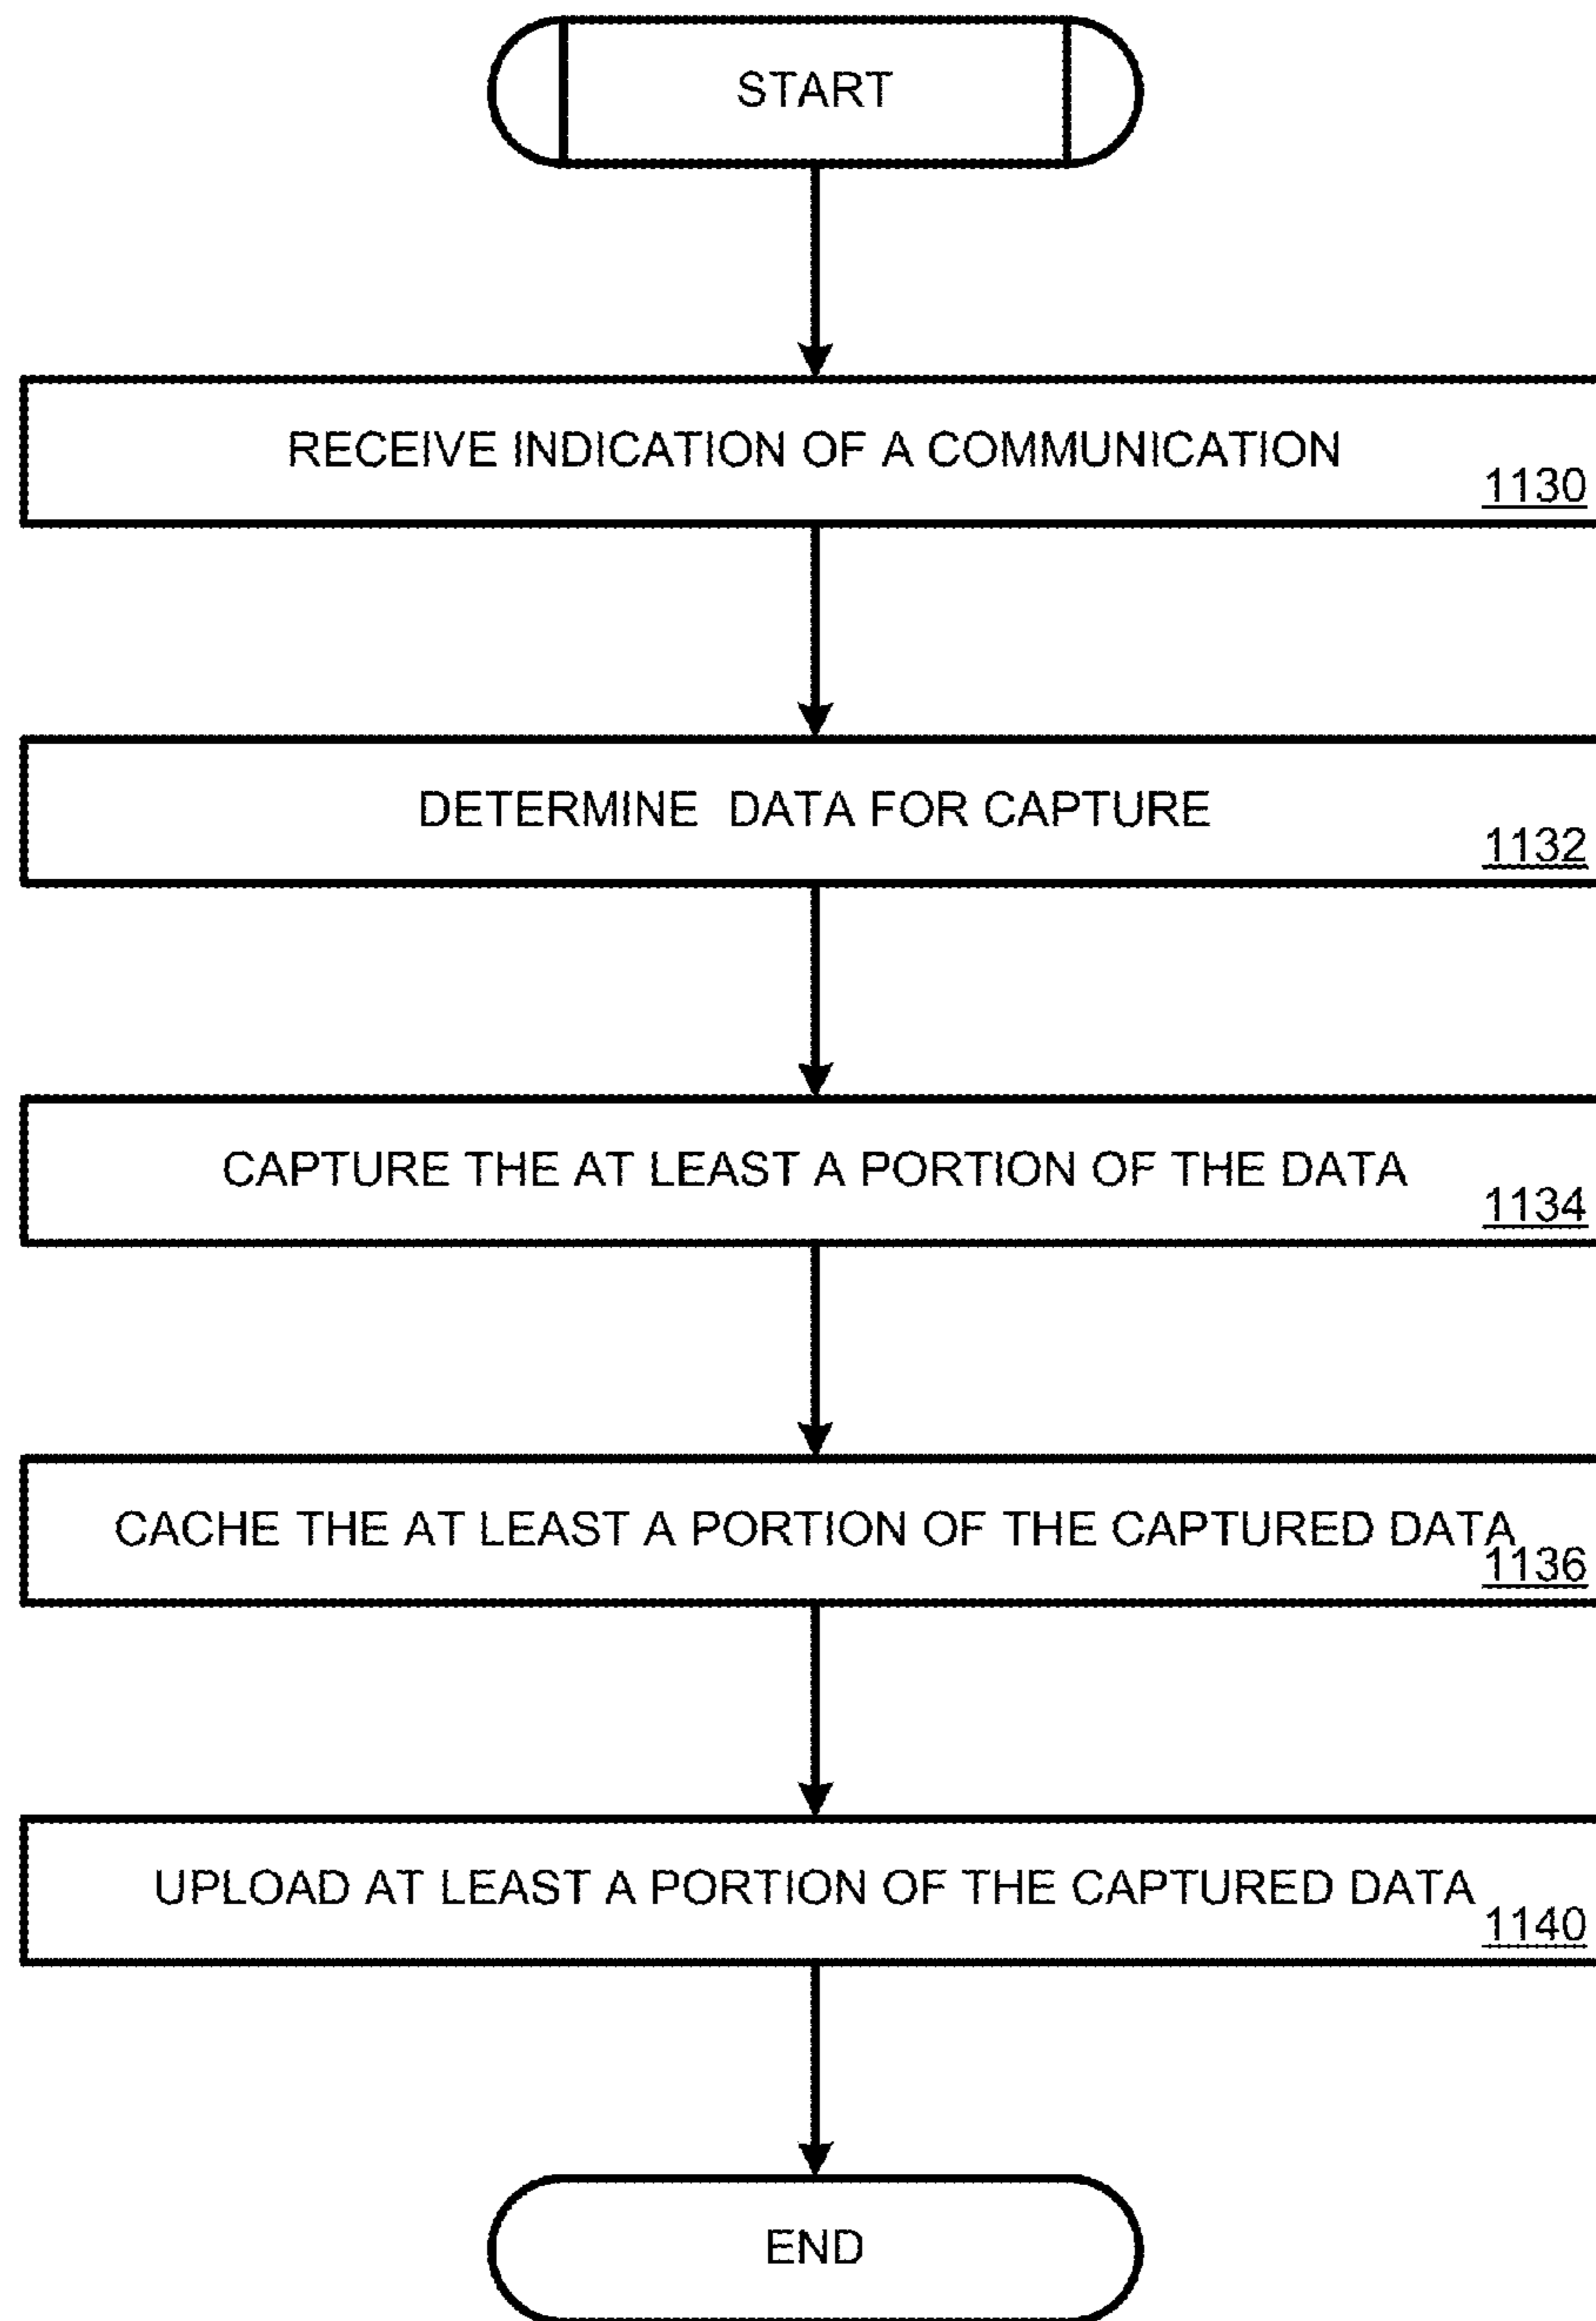 START
RECEIVE INDICATION OF A COMMUNICATION
1130
DETERMINE DATA FOR CAPTURE
1132
CAPTURE THE AT LEAST A PORTION OF THE DATA
1134
CACHE THE AT LEAST A PORTION OF THE CAPTURED DATA
1136
UPLOAD AT LEAST A PORTION OF THE CAPTURED DATA
1140
END